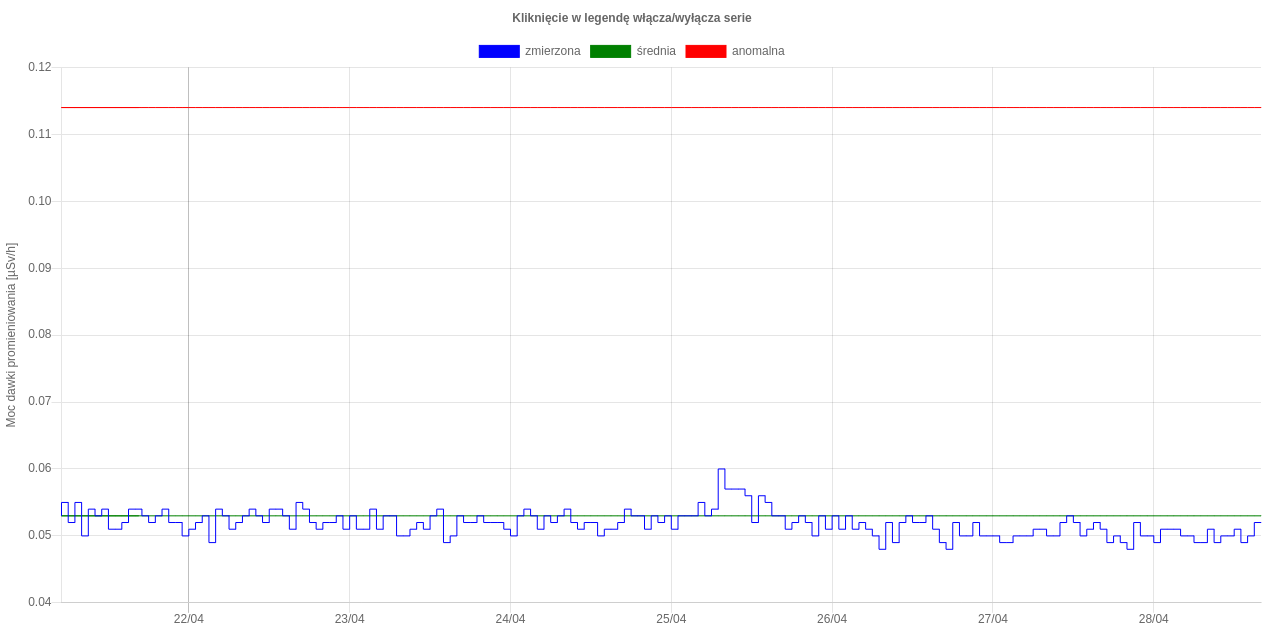 Kliknięcie w legendę włącza/wyłącza serie
zmierzona średnia anomalna
0.12
0.11
0.10
0.09
0.08
0.07
0.06
0.05
0.04
Moc dawki promieniowania [µSv/h]
22/04 23/04 24/04 25/04 26/04 27/04 28/04